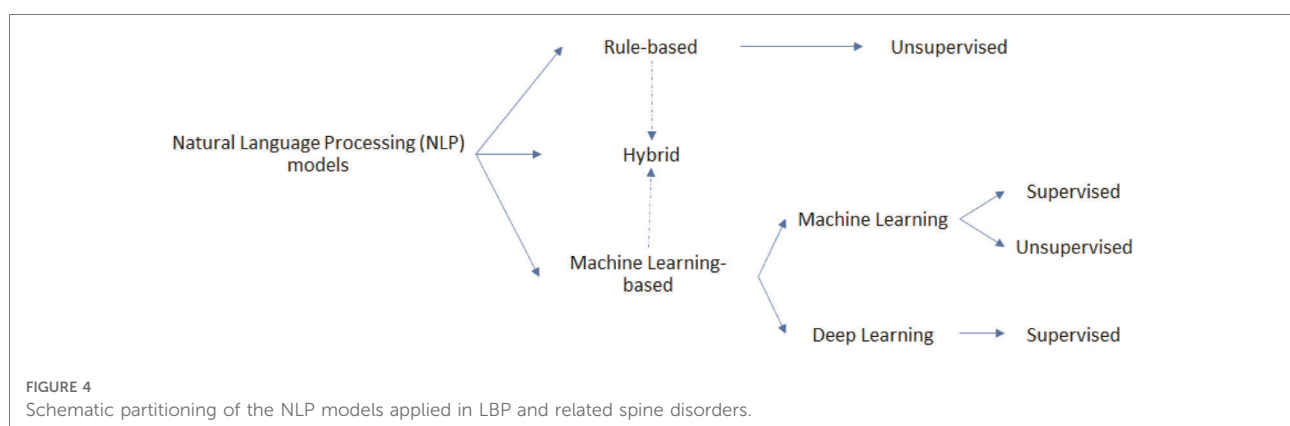 Rule-based
Unsupervised
Natural Language Processing (NLP)
models
Hybrid
Supervised
Machine Learning
Unsupervised
Machine Learning-
based
Deep Learning
Supervised
FIGURE 4
Schematic partitioning of the NLP models applied in LBP and related spine disorders.